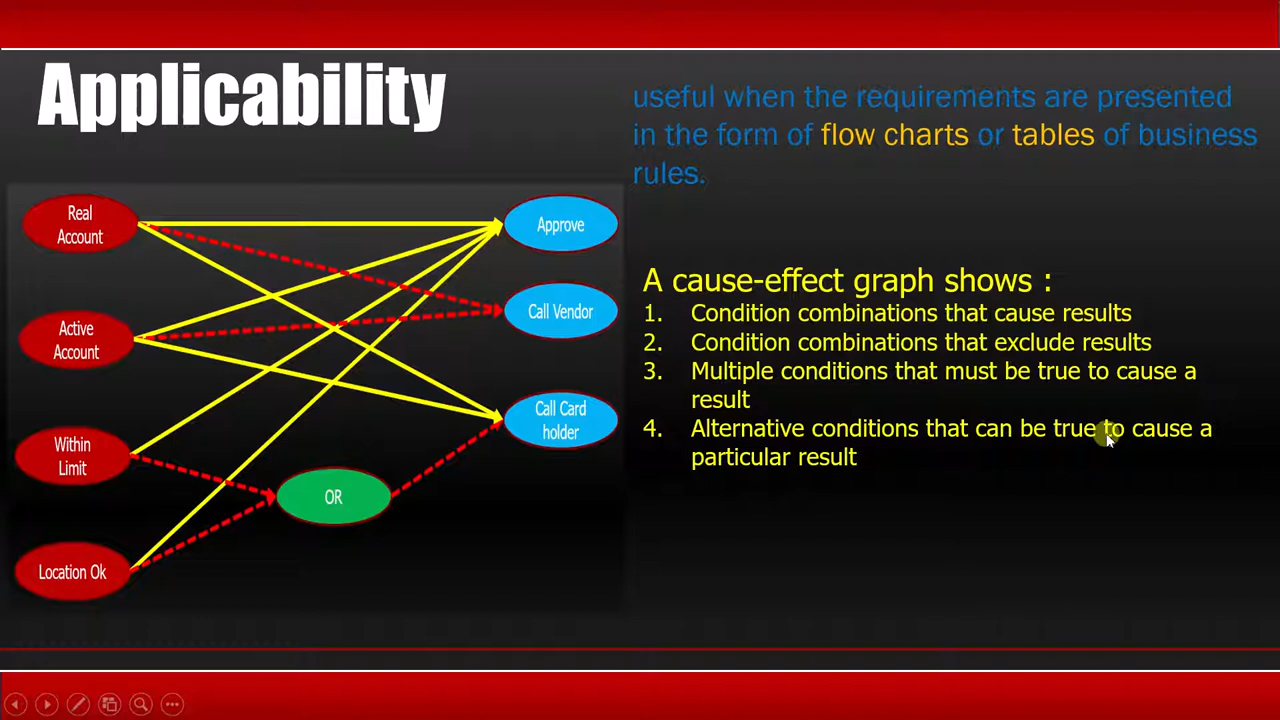 Applicability
useful when the requirements are presented
in the form of flow charts or tables of business
rules.
Real
Account
Active
Account
Within
Limit
Location Ok
OR
Approve
Call Vendor
Call Card
holder
A cause-effect graph shows :
1. Condition combinations that cause results
2. Condition combinations that exclude results
3. Multiple conditions that must be true to cause a
result
4. Alternative conditions that can be true to cause a
particular result